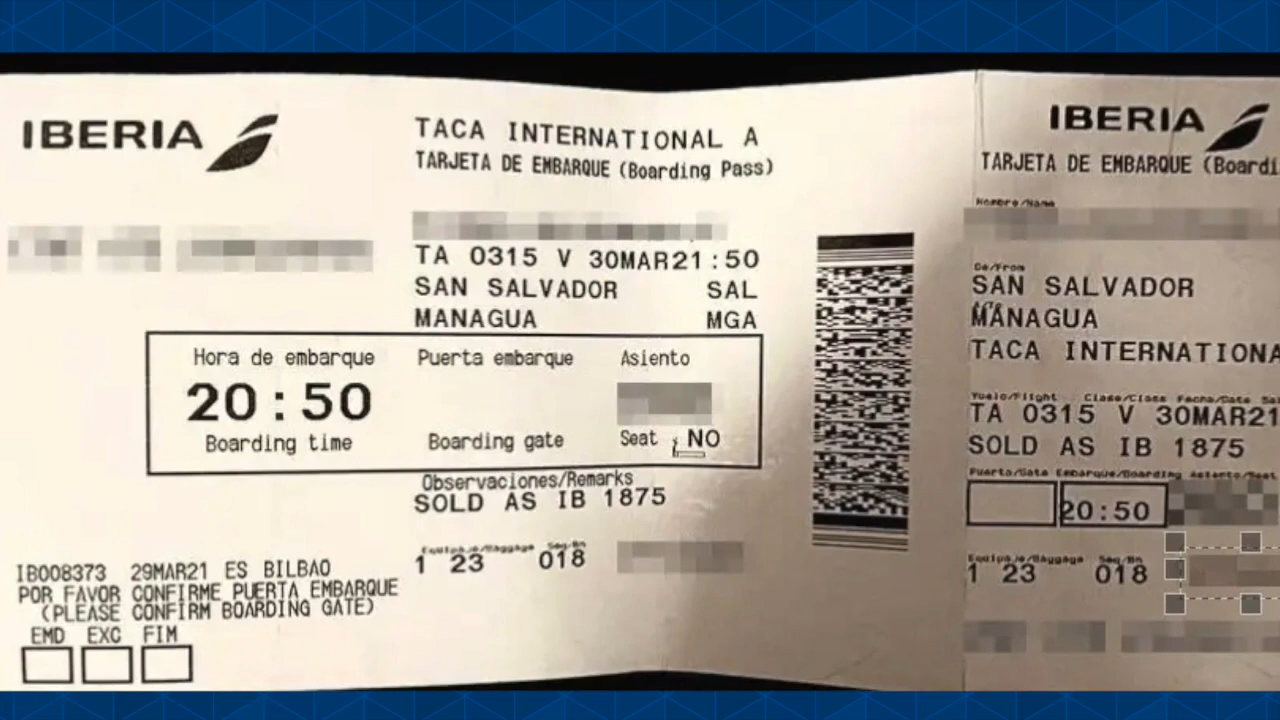 IBERIA
TACA INTERNATIONAL A
TARJETA DE EMBARQUE (Boarding Pass)
TA 0315 V 30MAR21:50
SAN SALVADOR SAL
MANAGUA MGA
Hora de embarque Puerta embarque Asiento
20:50
Boarding time Boarding gate Seat NO
Observaciones/Remarks
SOLD AS IB 1875
Equipaje/Baggage Seq/Bn
1 23 018
IB008373 29MAR21 ES BILBAO
POR FAVOR CONFIRME PUERTA EMBARQUE
(PLEASE CONFIRM BOARDING GATE)
EMD EXC FIM
IBERIA
TARJETA DE EMBARQUE (Boardi
Nombre/Name
De/From
SAN SALVADOR
MANAGUA
TACA INTERNATIONA
Vuelo/Flight Clase/Class Fecha/Date Sal
TA 0315 V 30MAR21
SOLD AS IB 1875
Puerta/Gate Embarque/Boarding Asiento/Seat
20:50
Equipaje/Baggage Seq/Bn
1 23 018